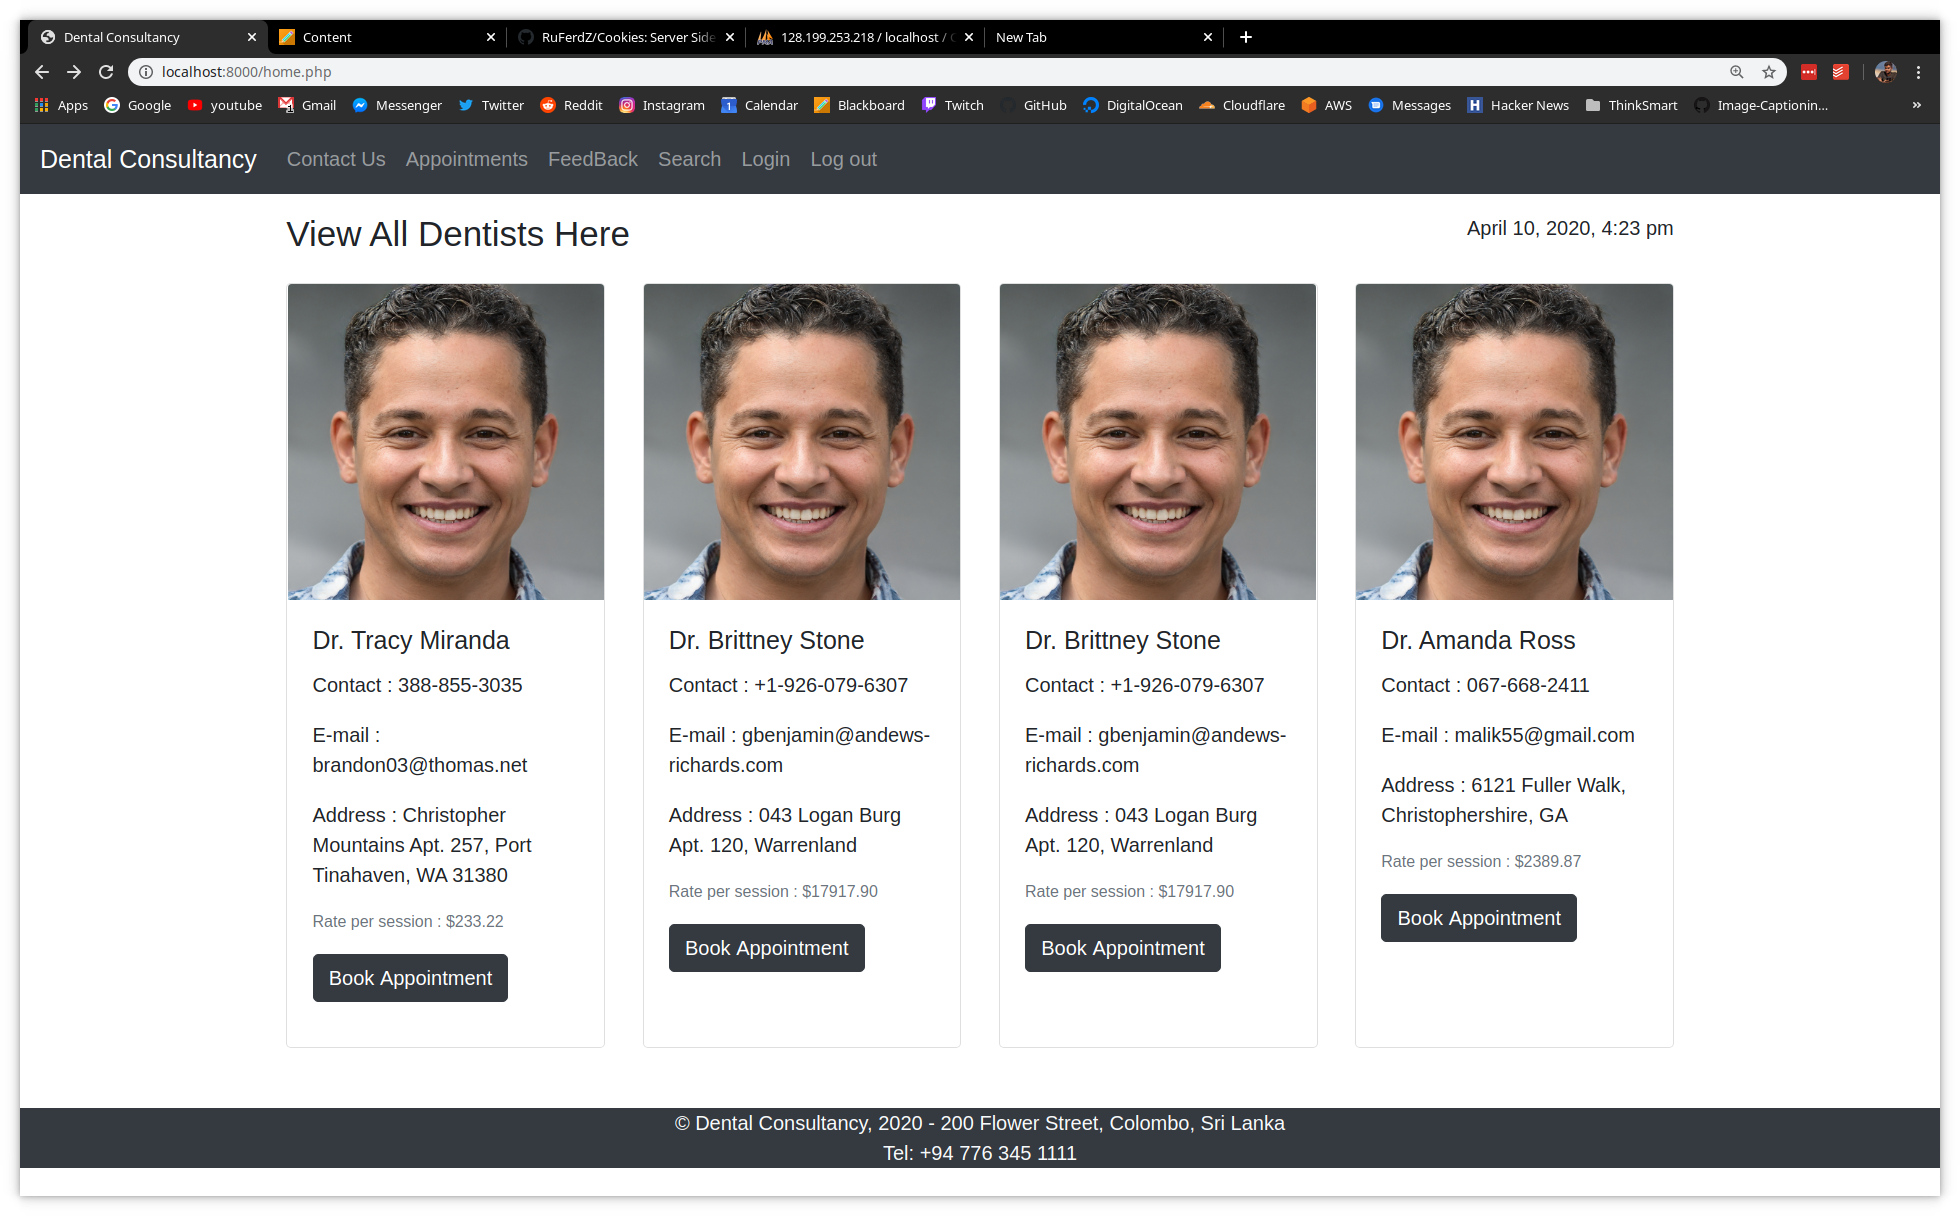 Dental Consultancy
Content
RuFerdZ/Cookies: Server Side
128.199.253.218 / localhost /
New Tab
localhost:8000/home.php
Apps
Google
youtube
Gmail
Messenger
Twitter
Reddit
Instagram
Calendar
Blackboard
Twitch
GitHub
DigitalOcean
Cloudflare
AWS
Messages
Hacker News
ThinkSmart
Image-Captionin...
Dental Consultancy
Contact Us
Appointments
FeedBack
Search
Login
Log out
View All Dentists Here
April 10, 2020, 4:23 pm
Dr. Tracy Miranda
Contact : 388-855-3035
E-mail :
brandon03@thomas.net
Address : Christopher
Mountains Apt. 257, Port
Tinahaven, WA 31380
Rate per session : $233.22
Book Appointment
Dr. Brittney Stone
Contact : +1-926-079-6307
E-mail : gbenjamin@andews-
richards.com
Address : 043 Logan Burg
Apt. 120, Warrenland
Rate per session : $17917.90
Book Appointment
Dr. Brittney Stone
Contact : +1-926-079-6307
E-mail : gbenjamin@andews-
richards.com
Address : 043 Logan Burg
Apt. 120, Warrenland
Rate per session : $17917.90
Book Appointment
Dr. Amanda Ross
Contact : 067-668-2411
E-mail : malik55@gmail.com
Address : 6121 Fuller Walk,
Christophershire, GA
Rate per session : $2389.87
Book Appointment
© Dental Consultancy, 2020 - 200 Flower Street, Colombo, Sri Lanka
Tel: +94 776 345 1111